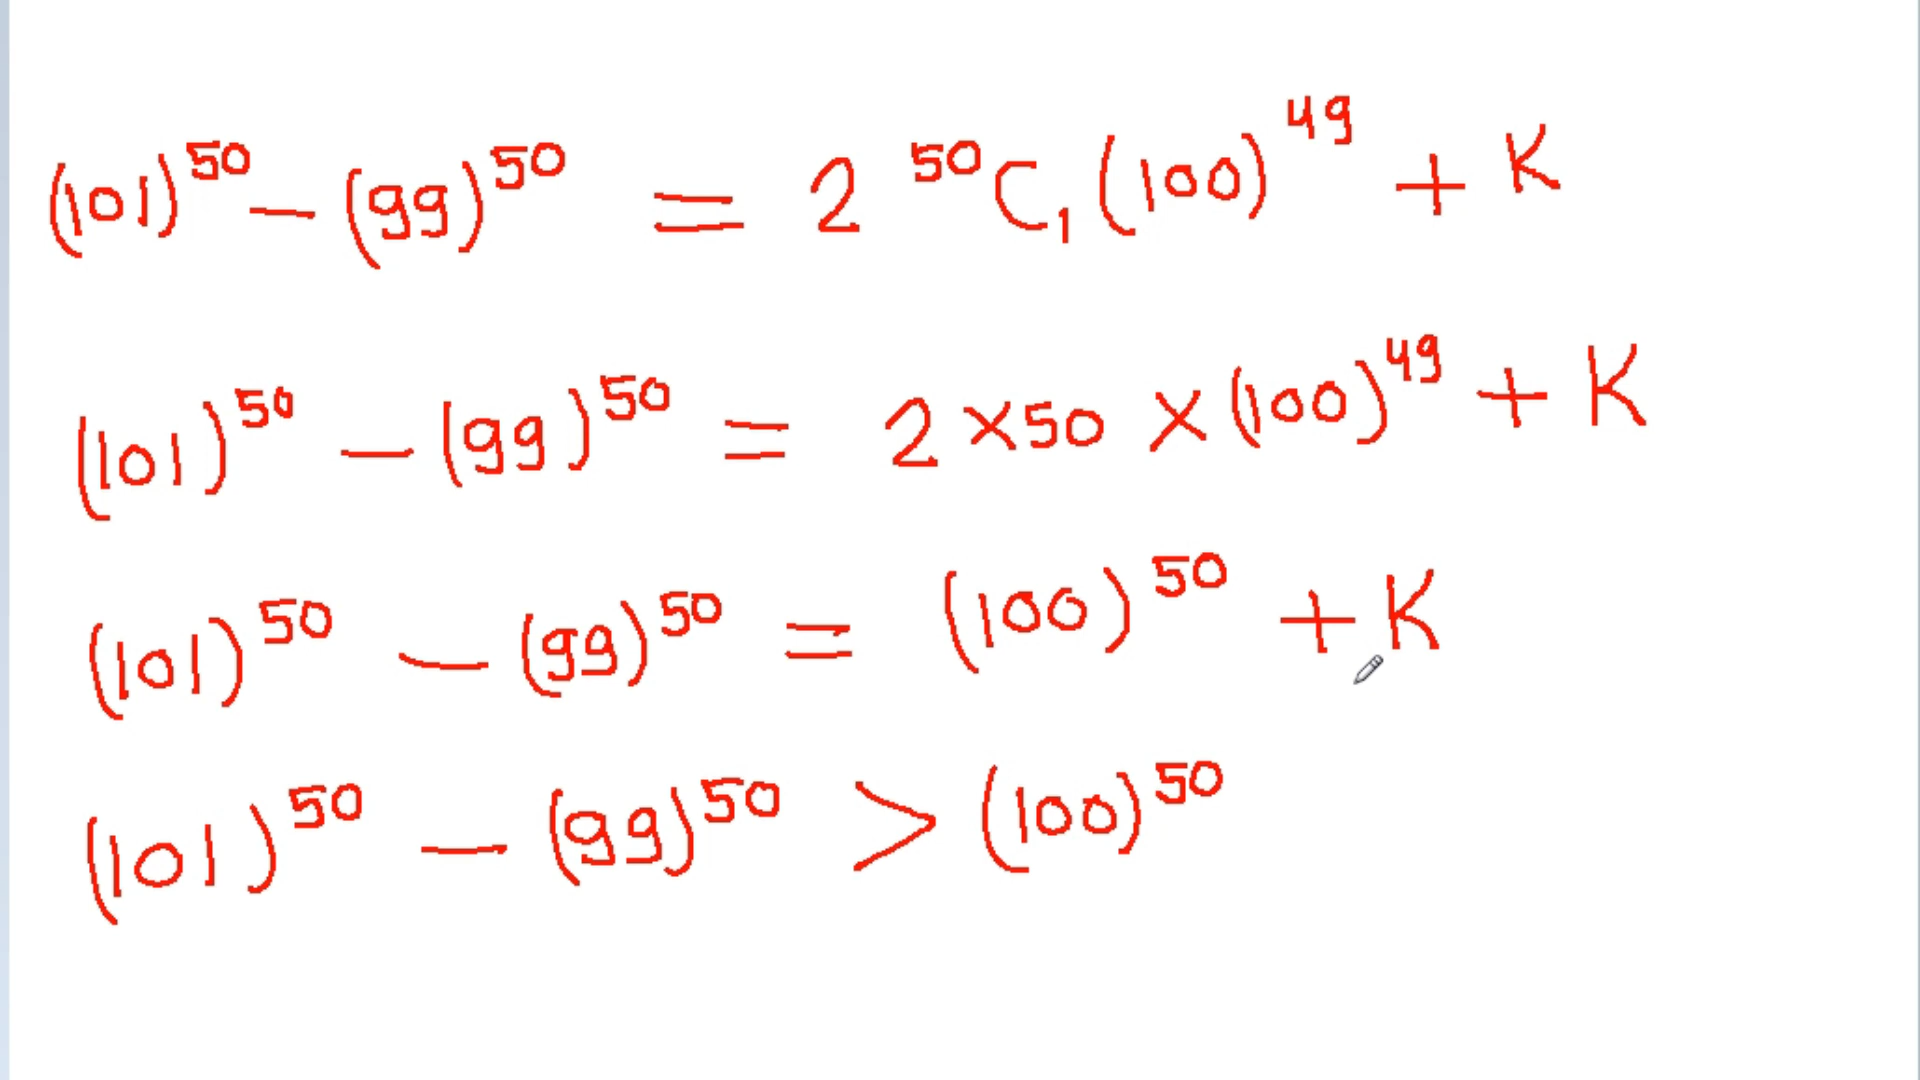 (101)⁵⁰ − (99)⁵⁰ = 2 ⁵⁰C₁ (100)⁴⁹ + K
(101)⁵⁰ − (99)⁵⁰ = 2 × 50 × (100)⁴⁹ + K
(101)⁵⁰ − (99)⁵⁰ = (100)⁵⁰ + K
(101)⁵⁰ − (99)⁵⁰ > (100)⁵⁰